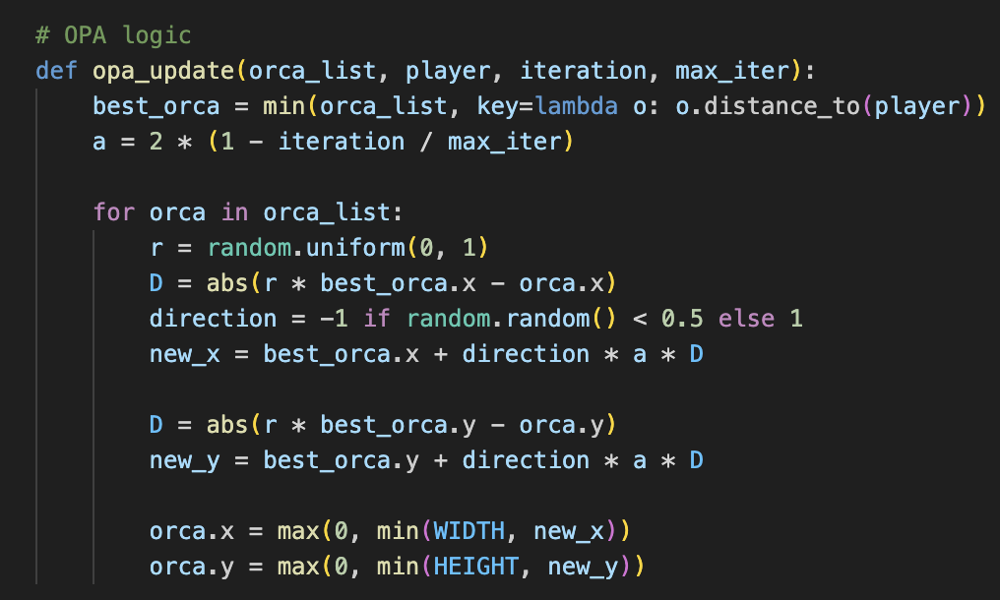 # OPA logic
def opa_update(orca_list, player, iteration, max_iter):
    best_orca = min(orca_list, key=lambda o: o.distance_to(player))
    a = 2 * (1 - iteration / max_iter)

    for orca in orca_list:
        r = random.uniform(0, 1)
        D = abs(r * best_orca.x - orca.x)
        direction = -1 if random.random() < 0.5 else 1
        new_x = best_orca.x + direction * a * D

        D = abs(r * best_orca.y - orca.y)
        new_y = best_orca.y + direction * a * D

        orca.x = max(0, min(WIDTH, new_x))
        orca.y = max(0, min(HEIGHT, new_y))